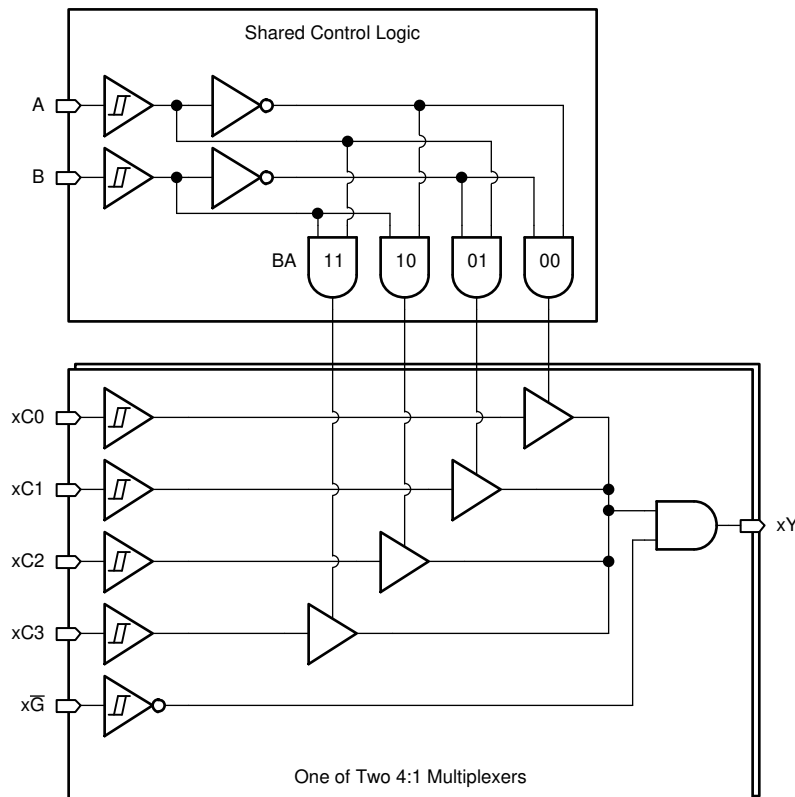 Shared Control Logic
A
B
BA 11 10 01 00
xC0
xC1
xC2
xC3
xG̅
xY
One of Two 4:1 Multiplexers